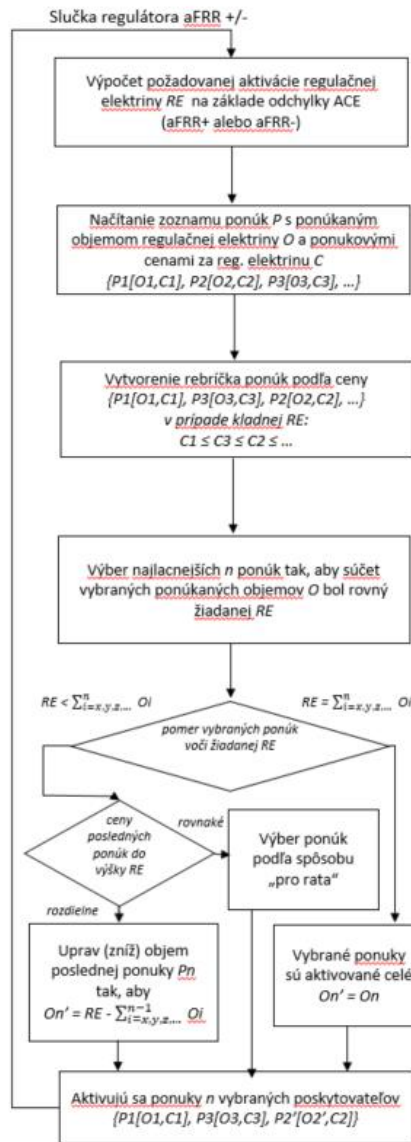 Slučka regulátora aFRR +/-
Výpočet požadovanej aktivácie regulačnej
elektriny RE na základe odchylky ACE
(aFRR+ alebo aFRR-)
Načítanie zoznamu ponúk P s ponúkaným
objemom regulačnej elektriny O a ponukovými
cenami za reg. elektrinu C
{P1[O1,C1], P2[O2,C2], P3[03,C3], …}
Vytvorenie rebríčka ponúk podľa ceny
{P1[O1,C1], P3[O3,C3], P2[O2,C2], …}
v prípade kladnej RE:
C1 ≤ C3 ≤ C2 ≤ …
Výber najlacnejších n ponúk tak, aby súčet
vybraných ponúkaných objemov O bol rovný
žiadanej RE
RE < ∑ⁿᵢ₌ₓ,ᵧ,𝓏,… Oi
RE = ∑ⁿᵢ₌ₓ,ᵧ,𝓏,… Oi
pomer vybraných ponúk
voči žiadanej RE
ceny
posledných
ponúk do
výšky RE
rovnaké
rozdielne
Výber ponúk
podľa spôsobu
„pro rata“
Uprav (zníž) objem
poslednej ponuky Pn
tak, aby
On’ = RE - ∑ⁿ⁻¹ᵢ₌ₓ,ᵧ,𝓏,… Oi
Vybrané ponuky
sú aktivované celé
On’ = On
Aktivujú sa ponuky n vybraných poskytovateľov
{P1[O1,C1], P3[O3,C3], P2’[O2’,C2]}